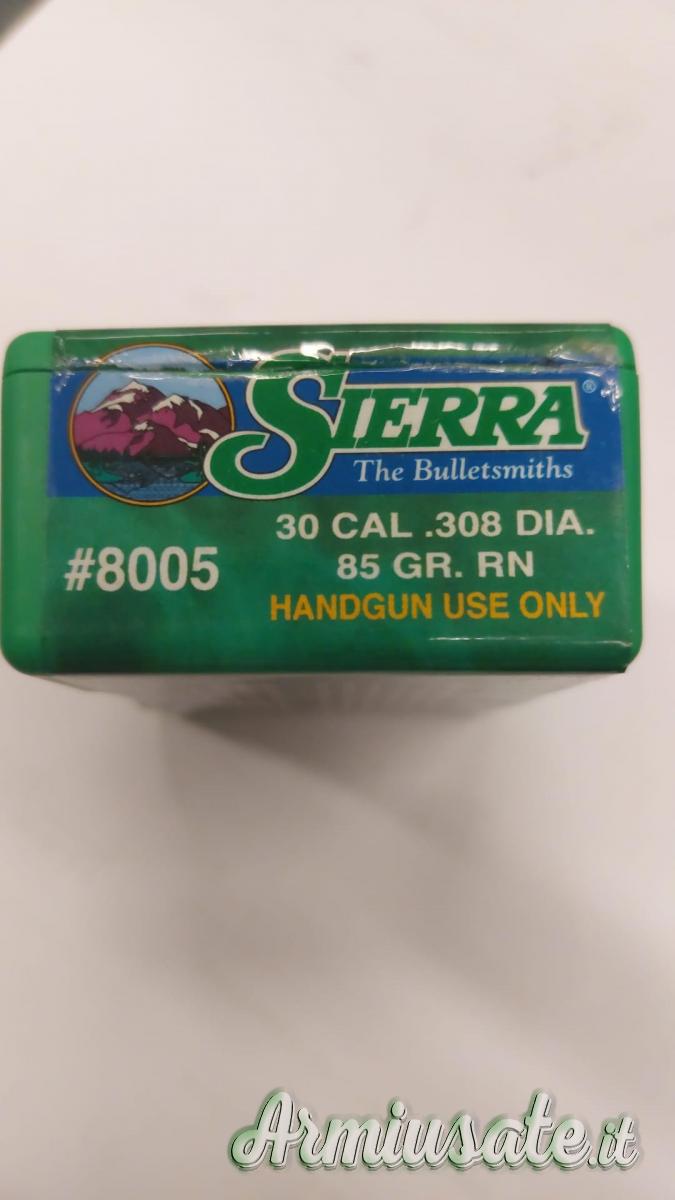 SIERRA®
The Bulletsmiths
30 CAL .308 DIA.
#8005
85 GR. RN
HANDGUN USE ONLY
Armiusate.it